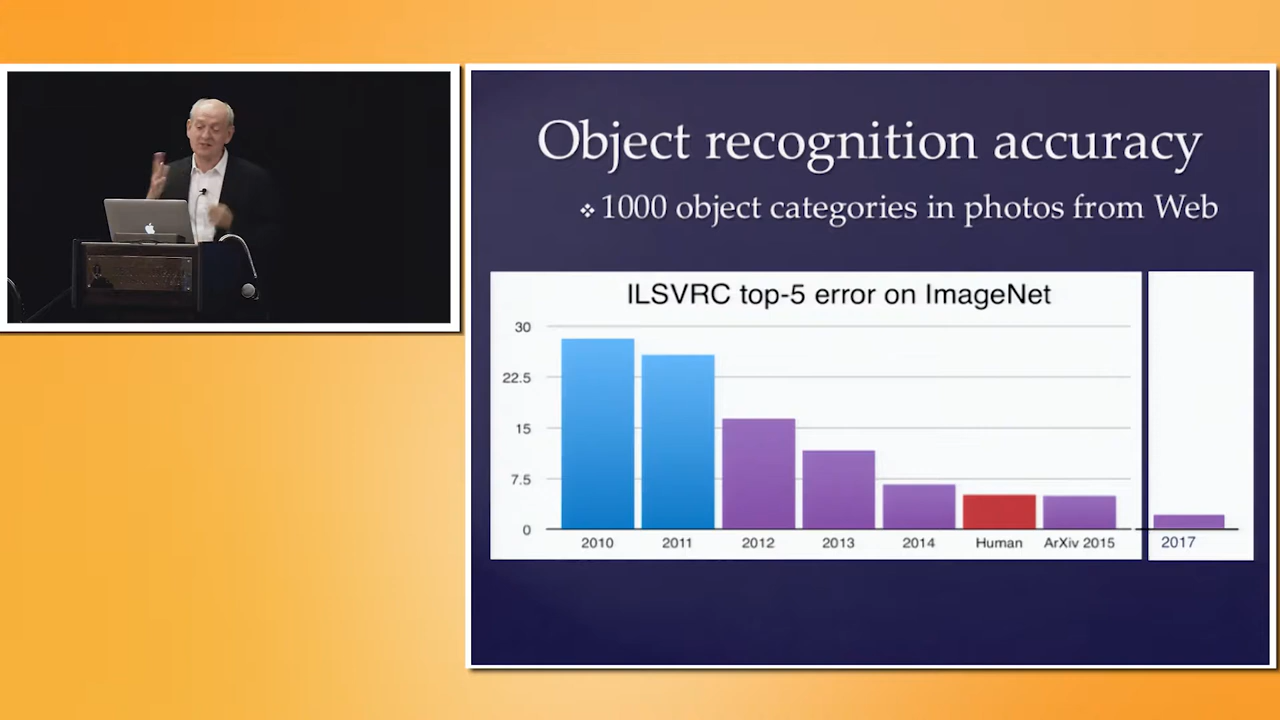 Object recognition accuracy
❖ 1000 object categories in photos from Web
ILSVRC top-5 error on ImageNet
30
22.5
15
7.5
0
2010 2011 2012 2013 2014 Human ArXiv 2015 2017